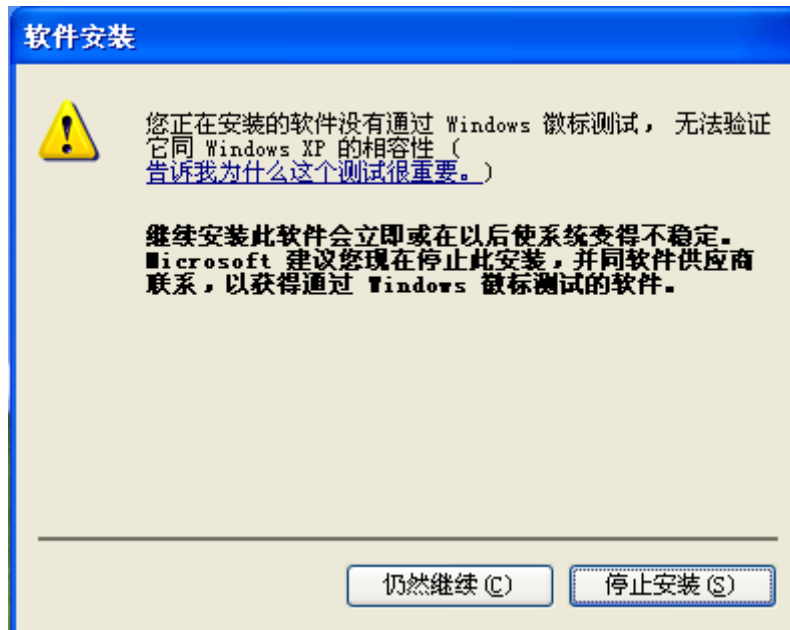 软件安装
您正在安装的软件没有通过 Windows 徽标测试， 无法验证
它同 Windows XP 的相容性（
告诉我为什么这个测试很重要。）
继续安装此软件会立即或在以后使系统变得不稳定。
Microsoft 建议您现在停止此安装，并同软件供应商
联系，以获得通过 Windows 徽标测试的软件。
仍然继续(C)
停止安装(S)